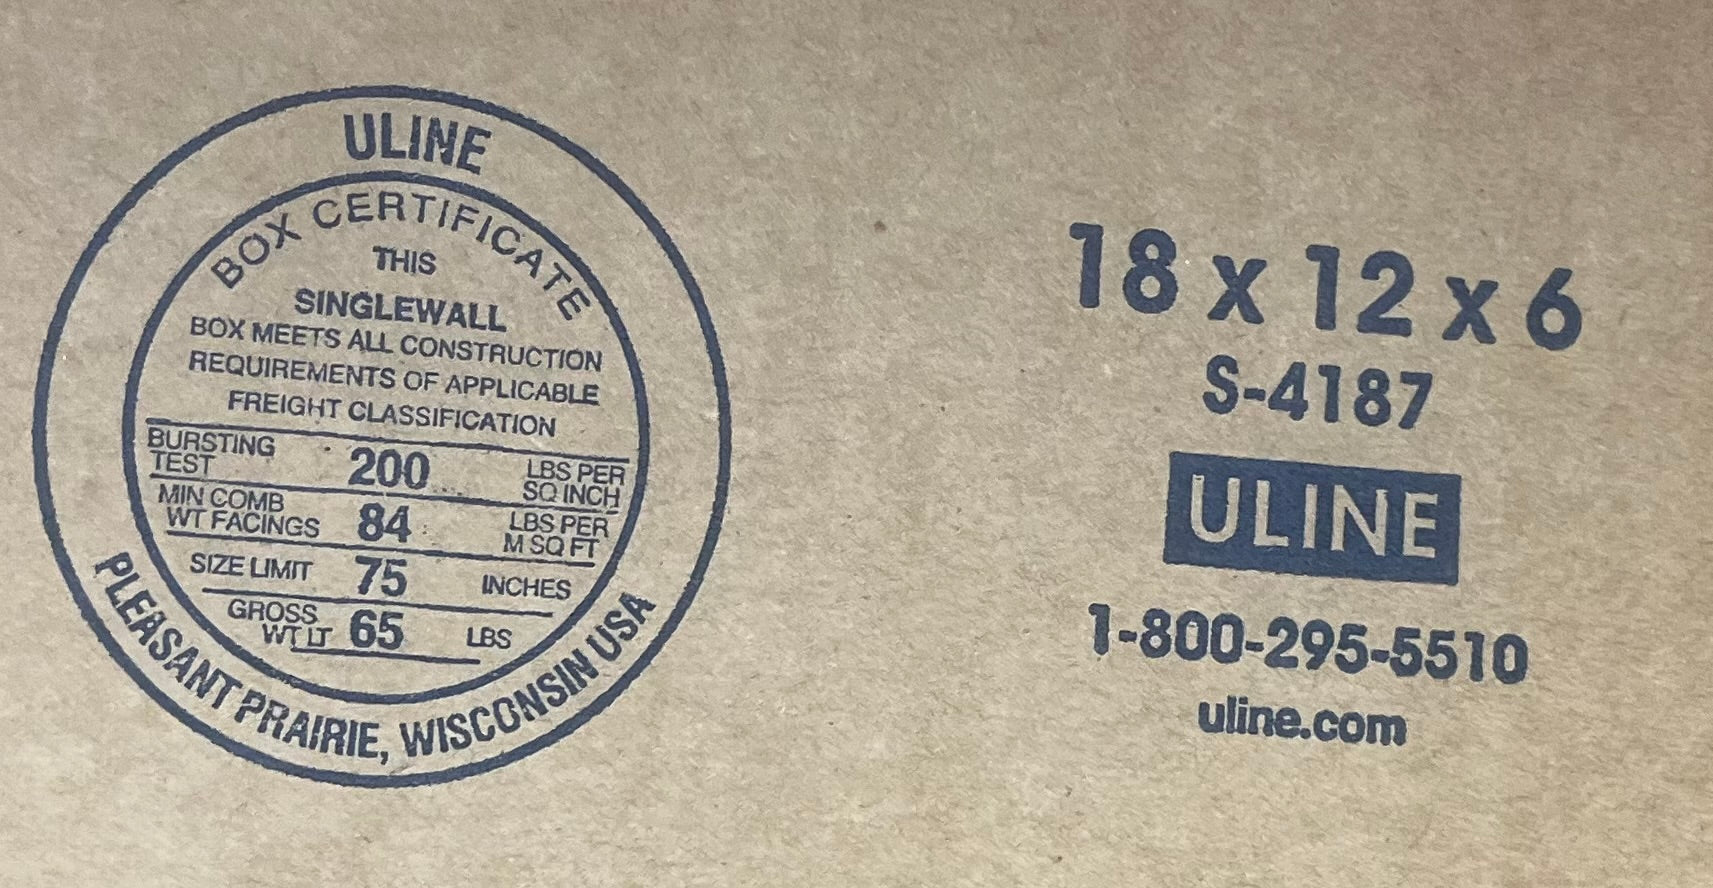 ULINE
BOX CERTIFICATE
THIS
SINGLEWALL
BOX MEETS ALL CONSTRUCTION
REQUIREMENTS OF APPLICABLE
FREIGHT CLASSIFICATION
BURSTING
TEST
200
LBS PER
SQ INCH
MIN COMB
WT FACINGS
84
LBS PER
M SQ FT
SIZE LIMIT 75 INCHES
GROSS
WT LT
65
LBS
PLEASANT PRAIRIE, WISCONSIN USA
18 x 12 x 6
S-4187
ULINE
1-800-295-5510
uline.com